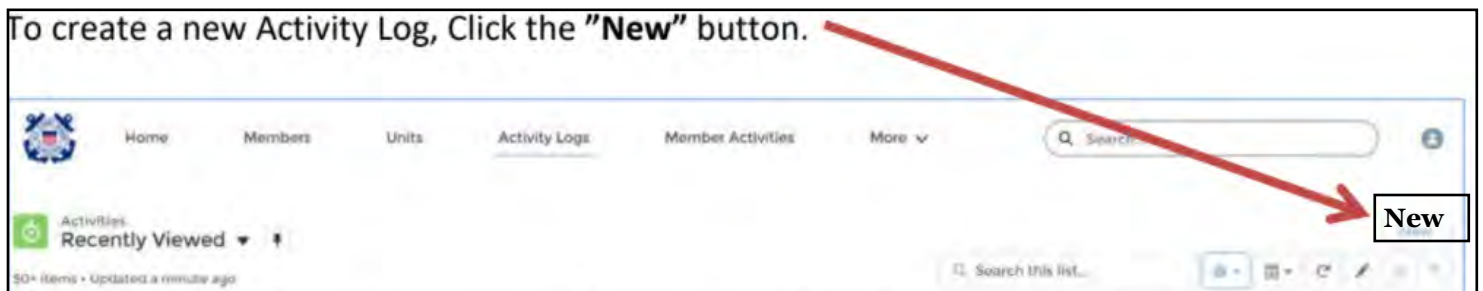 To create a new Activity Log, Click the ”New” button.
Home Members Units Activity Logs Member Activities More Search...
Activities
Recently Viewed
New
50+ items • Updated a minute ago
Search this list...